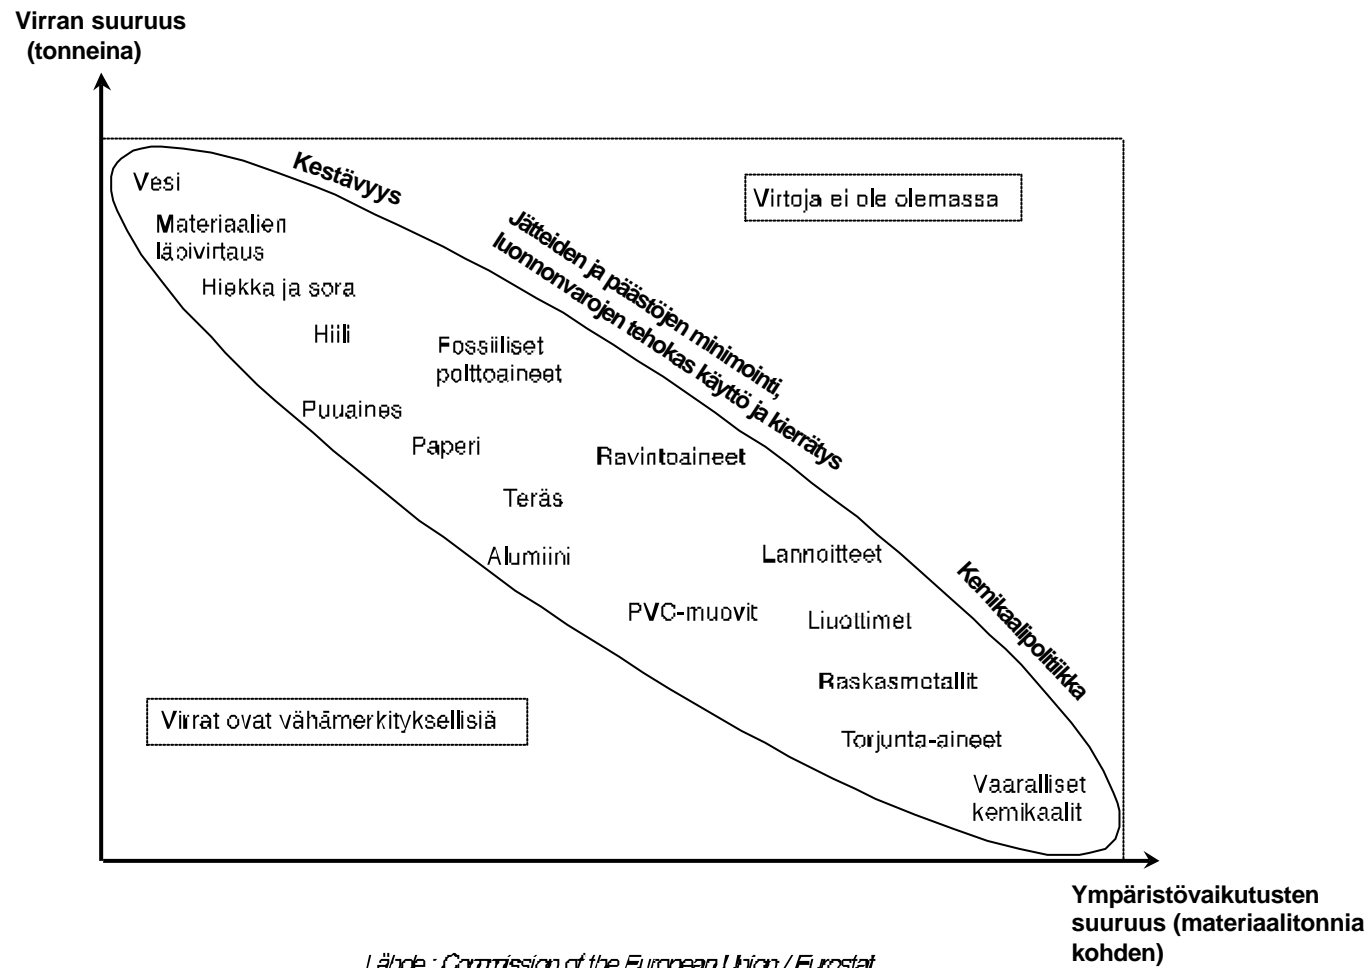 Virran suuruus
(tonneina)
Kestävyys
Vesi
Virtoja ei ole olemassa
Materiaalien
läpivirtaus
Jätteiden ja päästöjen minimointi,
luonnonvarojen tehokas käyttö ja kierrätys
Hiekka ja sora
Hiili
Fossiiliset
polttoaineet
Puuaines
Paperi
Ravintoaineet
Teräs
Alumiini
Lannoitteet
Kemikaalipolitiikka
PVC-muovit
Liuottimet
Raskasmetallit
Virrat ovat vähämerkityksellisiä
Torjunta-aineet
Vaaralliset
kemikaalit
Ympäristövaikutusten
suuruus (materiaalitonnia
kohden)
Lähde : Commission of the European Union / Eurostat